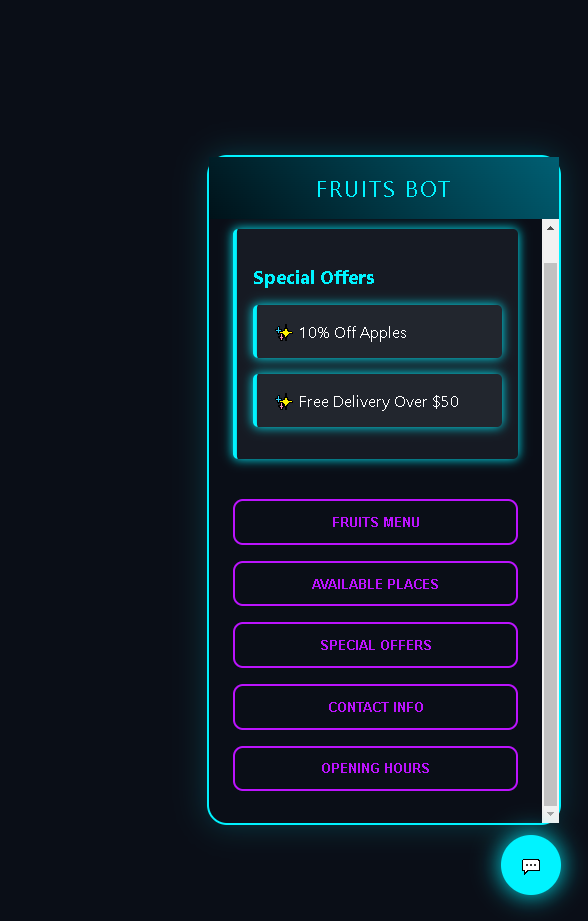 FRUITS BOT
Special Offers
✨ 10% Off Apples
✨ Free Delivery Over $50
FRUITS MENU
AVAILABLE PLACES
SPECIAL OFFERS
CONTACT INFO
OPENING HOURS